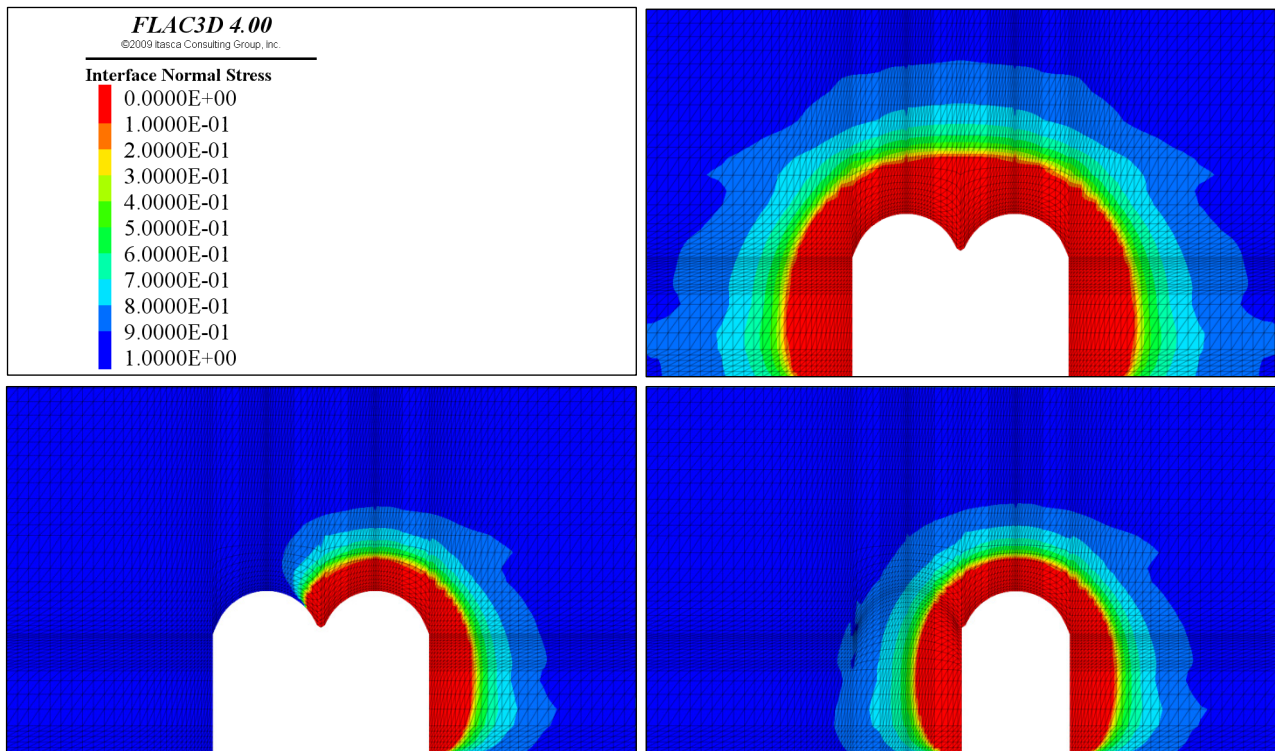 FLAC3D 4.00
©2009 Itasca Consulting Group, Inc.
Interface Normal Stress
0.0000E+00
1.0000E-01
2.0000E-01
3.0000E-01
4.0000E-01
5.0000E-01
6.0000E-01
7.0000E-01
8.0000E-01
9.0000E-01
1.0000E+00